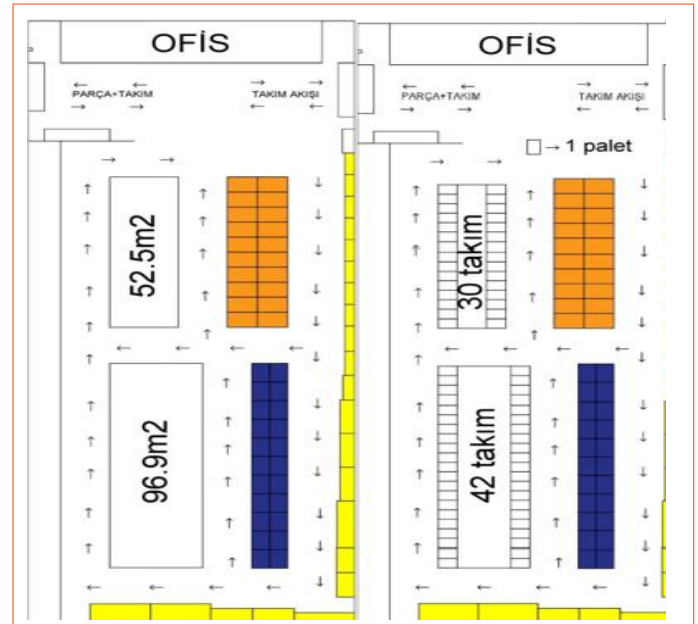 OFİS
PARÇA+TAKIM
TAKIM AKIŞI
52.5m2
96.9m2
OFİS
PARÇA+TAKIM
TAKIM AKIŞI
→ 1 palet
30 takım
42 takım